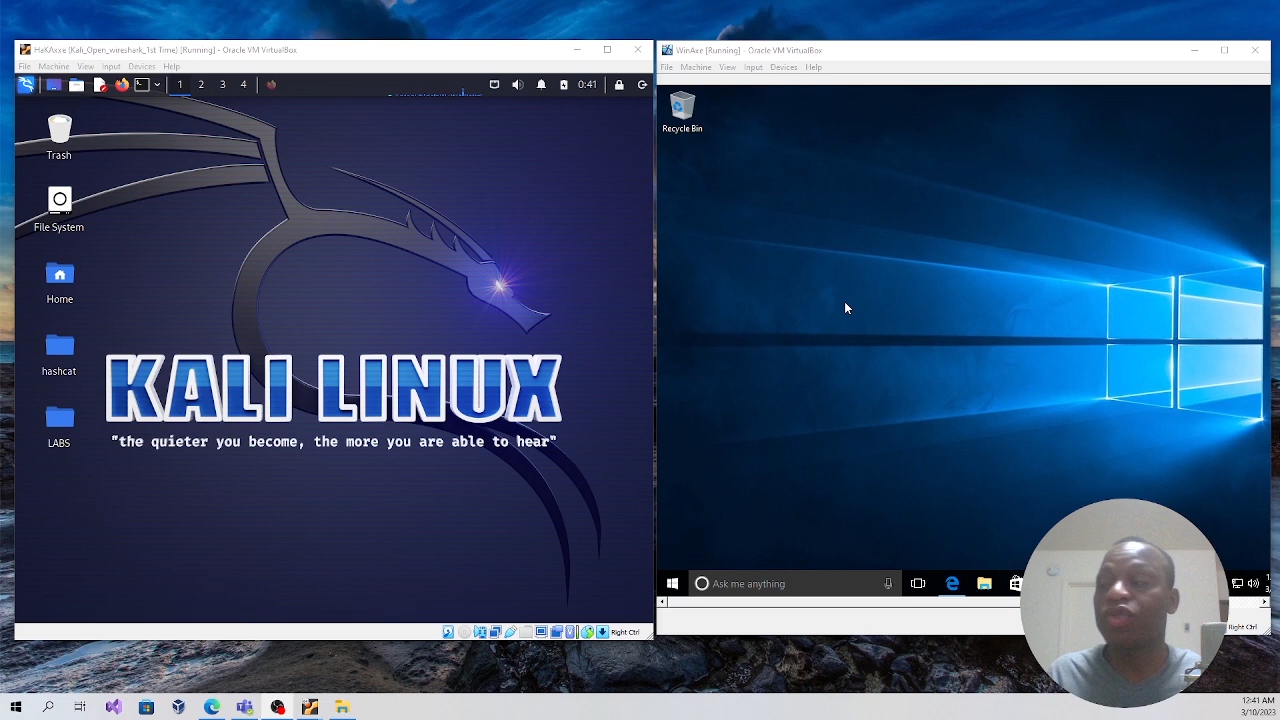 HaKAxxe (Kali_Open_wireshark_1st Time) [Running] - Oracle VM VirtualBox
File Machine View Input Devices Help
1 2 3 4 0:41
Trash
File System
Home
hashcat
LABS
KALI LINUX
"the quieter you become, the more you are able to hear"
Right Ctrl
WinAxe [Running] - Oracle VM VirtualBox
File Machine View Input Devices Help
Recycle Bin
Ask me anything
Right Ctrl
12:41 AM
3/10/2023